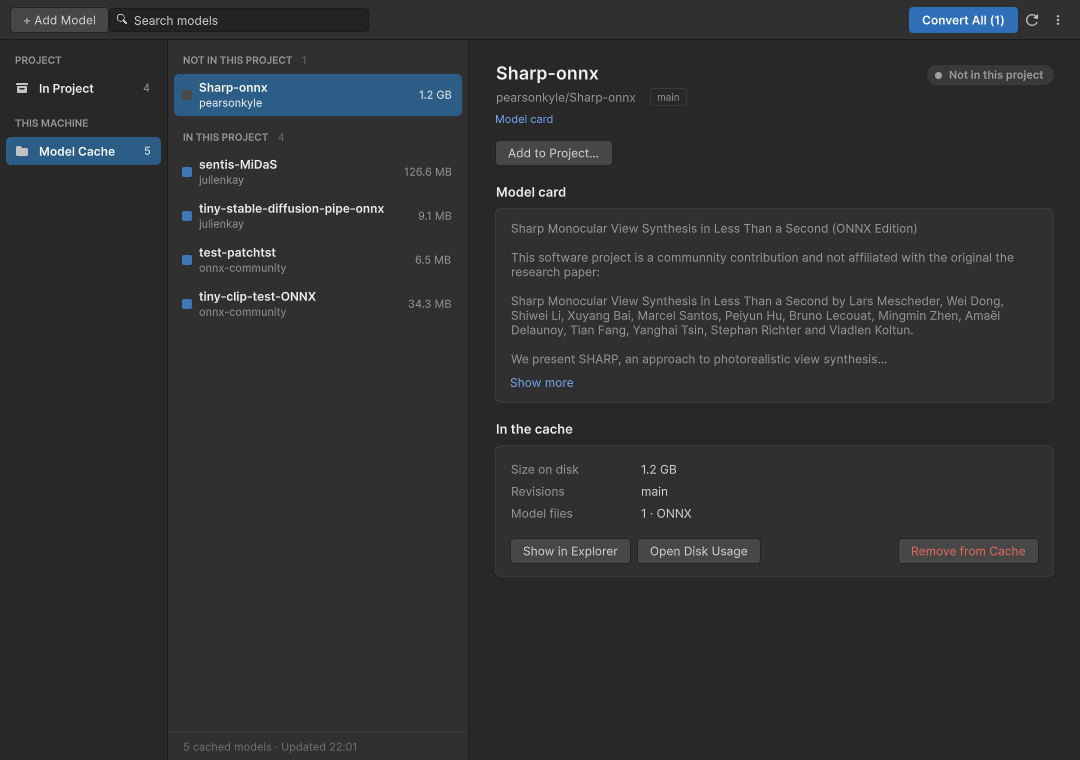 + Add Model
Search models
Convert All (1)
PROJECT
In Project 4
THIS MACHINE
Model Cache 5
NOT IN THIS PROJECT 1
Sharp-onnx
pearsonkyle
1.2 GB
IN THIS PROJECT 4
sentis-MiDaS
julienkay
126.6 MB
tiny-stable-diffusion-pipe-onnx
julienkay
9.1 MB
test-patchtst
onnx-community
6.5 MB
tiny-clip-test-ONNX
onnx-community
34.3 MB
5 cached models · Updated 22:01
Sharp-onnx
Not in this project
pearsonkyle/Sharp-onnx main
Model card
Add to Project...
Model card
Sharp Monocular View Synthesis in Less Than a Second (ONNX Edition)
This software project is a communnity contribution and not affiliated with the original the
research paper:
Sharp Monocular View Synthesis in Less Than a Second by Lars Mescheder, Wei Dong,
Shiwei Li, Xuyang Bai, Marcel Santos, Peiyun Hu, Bruno Lecouat, Mingmin Zhen, Amaël
Delaunoy, Tian Fang, Yanghai Tsin, Stephan Richter and Vladlen Koltun.
We present SHARP, an approach to photorealistic view synthesis...
Show more
In the cache
Size on disk 1.2 GB
Revisions main
Model files 1 · ONNX
Show in Explorer
Open Disk Usage
Remove from Cache